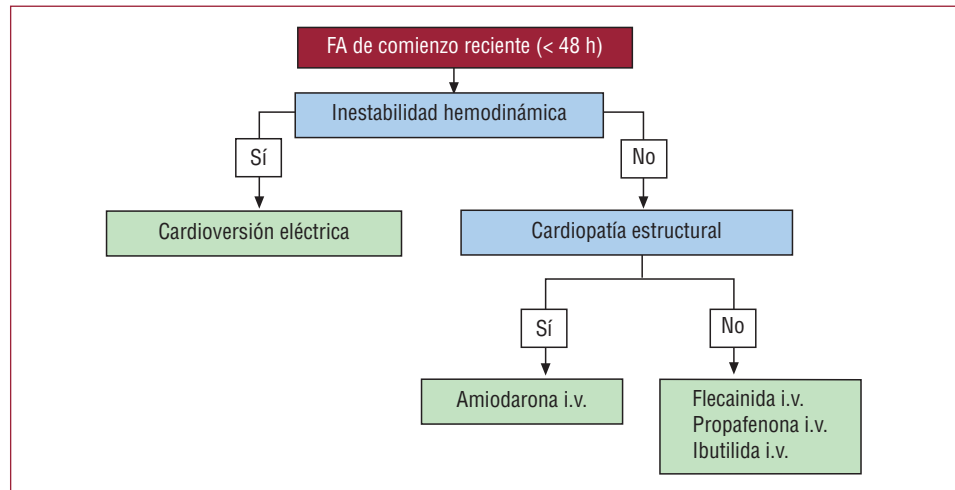 FA de comienzo reciente (< 48 h)
Inestabilidad hemodinámica
Sí
No
Cardioversión eléctrica
Cardiopatía estructural
Sí
No
Amiodarona i.v.
Flecainida i.v.
Propafenona i.v.
Ibutilida i.v.